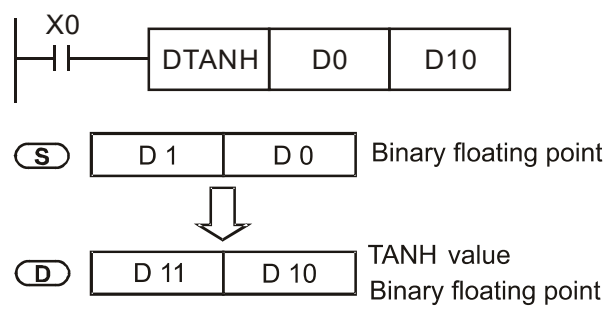 X0
DTANH D0 D10
S D 1 D 0 Binary floating point
D D 11 D 10 TANH value
Binary floating point